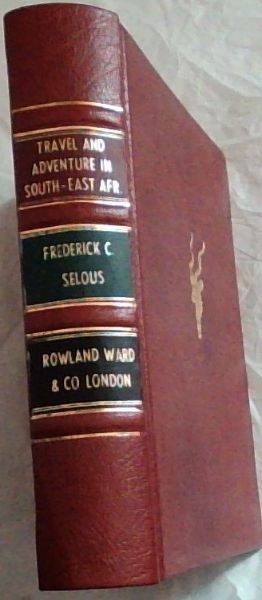 TRAVEL AND
ADVENTURE IN
SOUTH-EAST AFR.
FREDERICK C.
SELOUS
ROWLAND WARD
& CO LONDON